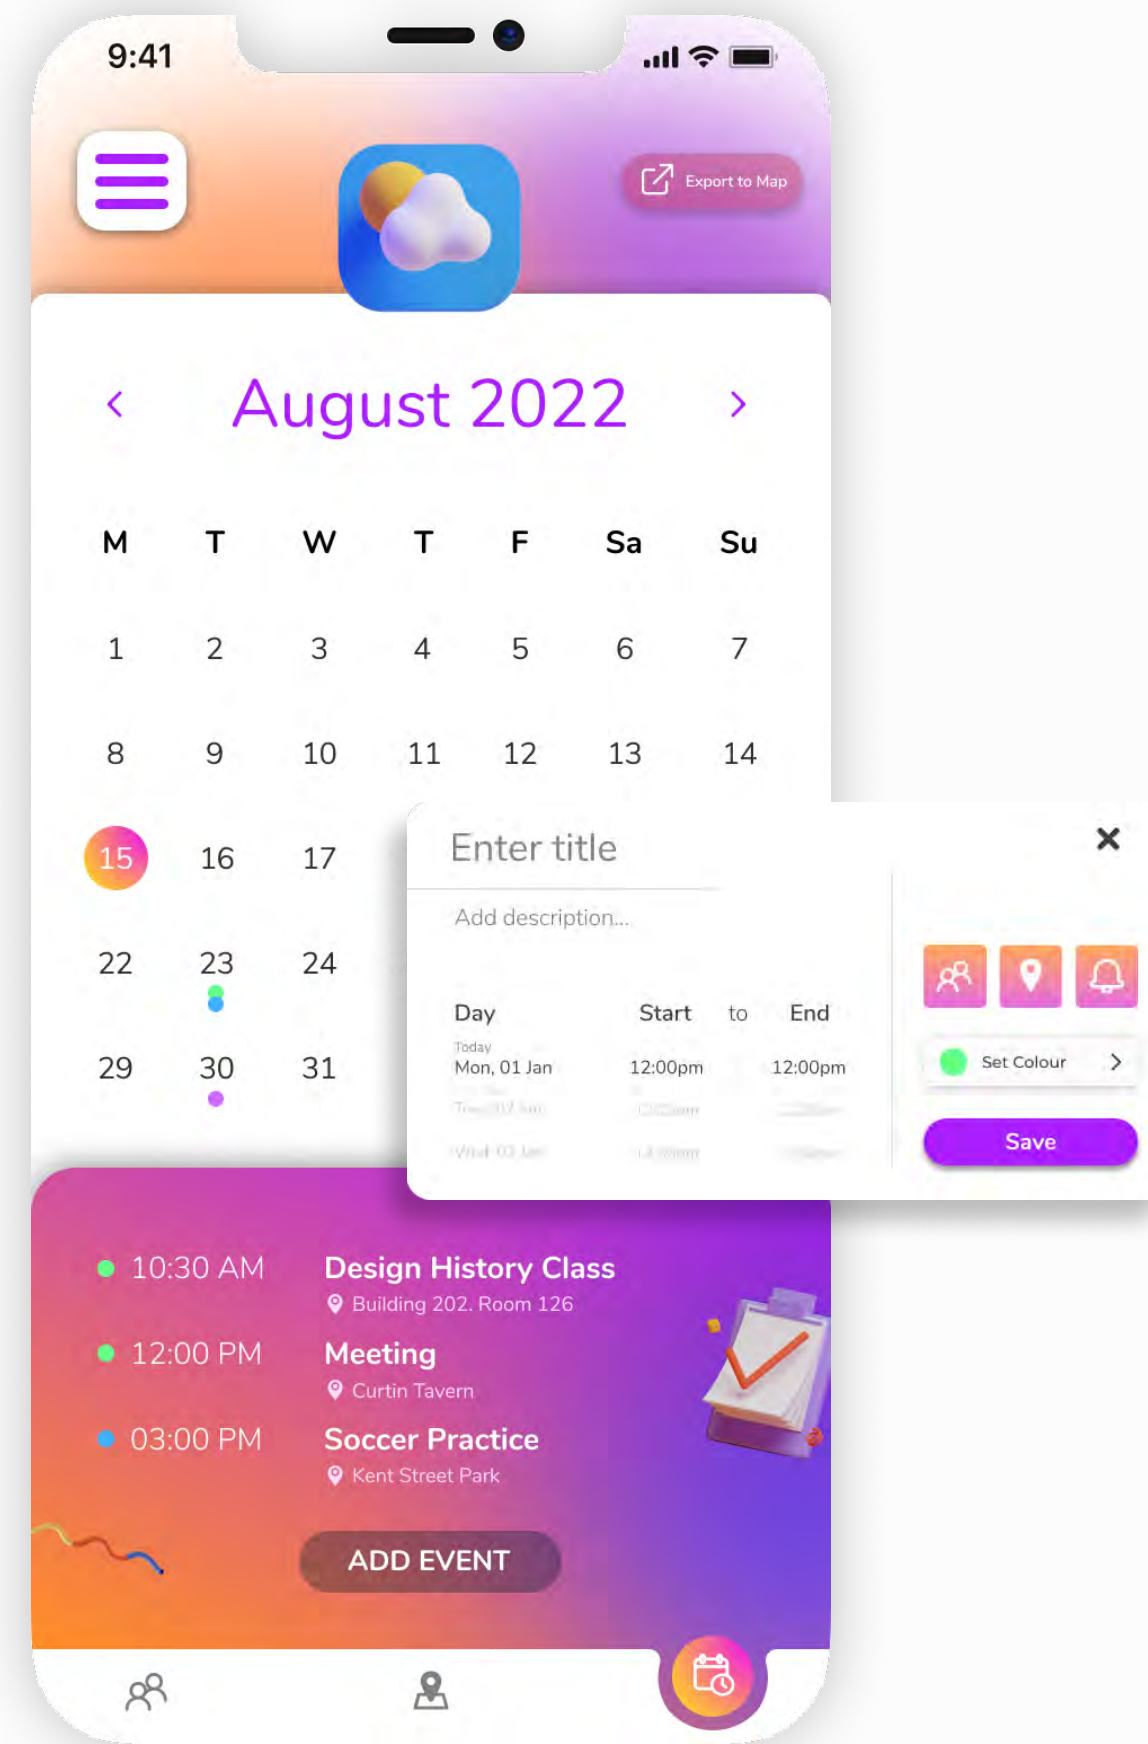 9:41
Export to Map
August 2022
M T W T F Sa Su
1 2 3 4 5 6 7
8 9 10 11 12 13 14
15 16 17
22 23 24
29 30 31
Enter title
Add description...
Day Start to End
Today
Mon, 01 Jan 12:00pm 12:00pm
Set Colour
Save
10:30 AM Design History Class
Building 202. Room 126
12:00 PM Meeting
Curtin Tavern
03:00 PM Soccer Practice
Kent Street Park
ADD EVENT